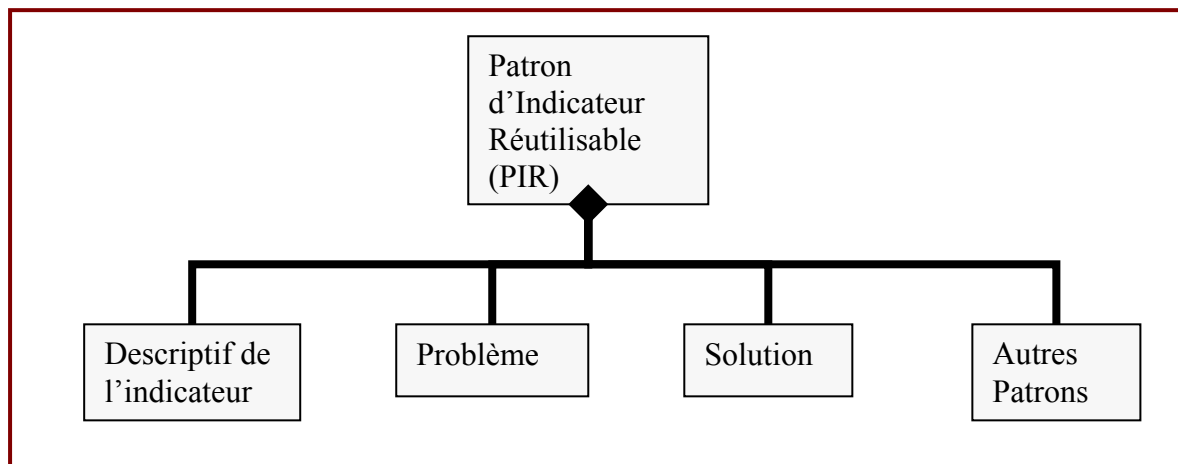 Patron
d’Indicateur
Réutilisable
(PIR)
Descriptif de
l’indicateur
Problème
Solution
Autres
Patrons